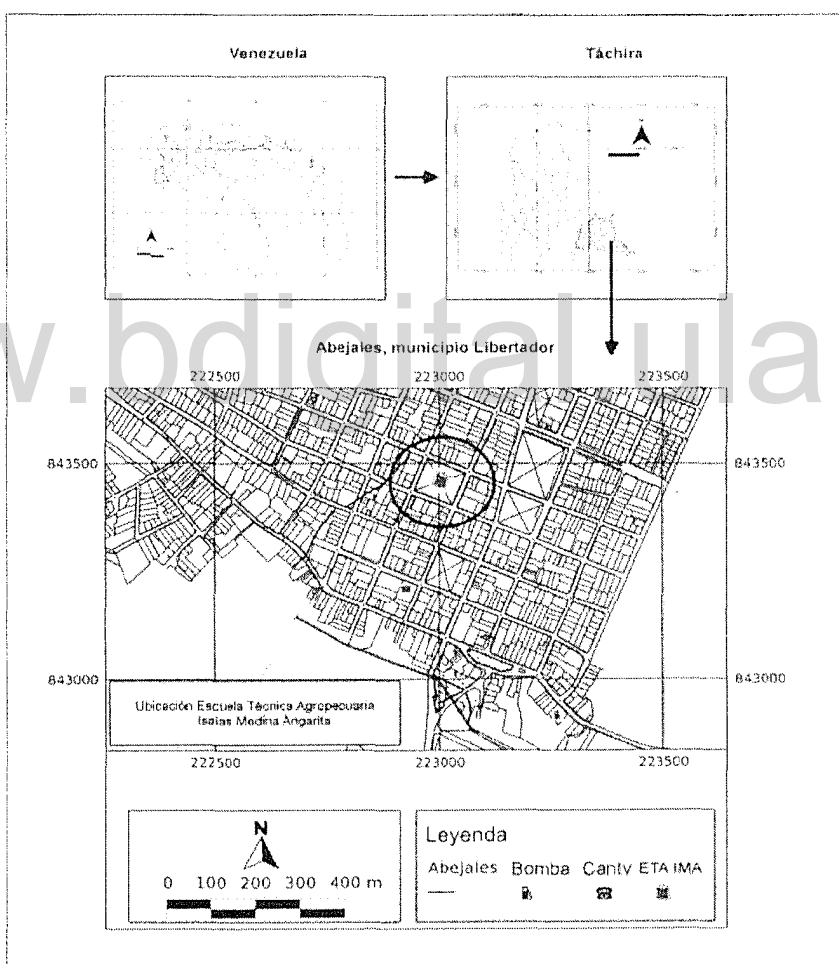 Venezuela
Táchira
w.bdigital.ula
Abejales, municipio Libertador
222500 223000 223500
843500 843500
843000 843000
Ubicación Escuela Técnica Agropecuaria
Isaías Medina Angarita
222500 223000 223500
N
0 100 200 300 400 m
Leyenda
Abejales Bomba Cantv ETA IMA